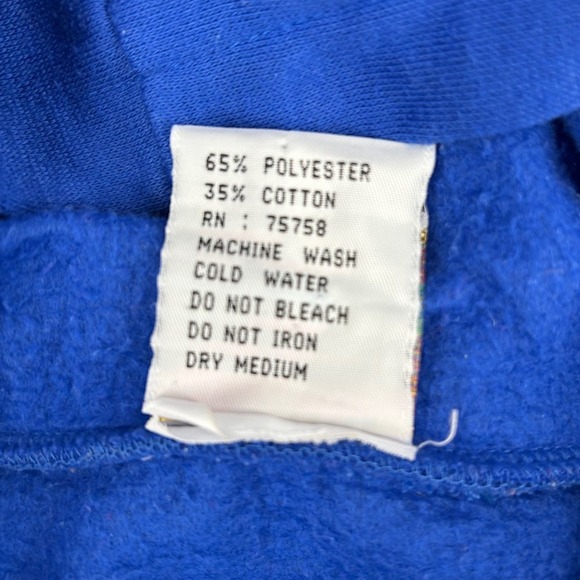 65% POLYESTER
35% COTTON
RN : 75758
MACHINE WASH
COLD WATER
DO NOT BLEACH
DO NOT IRON
DRY MEDIUM